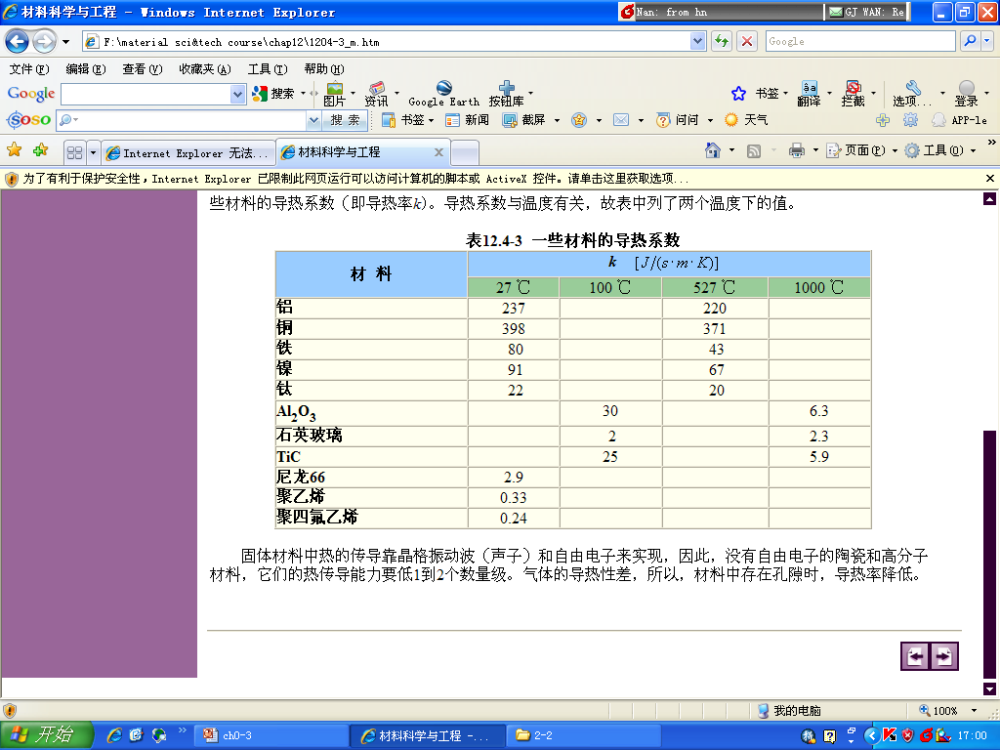 材料科学与工程 - Windows Internet Explorer
Nan: from hn
GJ WAN: Re
F:\material sci&tech course\chap12\1204-3_m.htm
Google
文件(F) 编辑(E) 查看(V) 收藏夹(A) 工具(T) 帮助(H)
Google 搜索 图片 资讯 Google Earth 按钮库 书签 翻译 拦截 选项... 登录
SOSO 搜 索 书签 新闻 截屏 问问 天气 APP-le
Internet Explorer 无法... 材料科学与工程 页面(P) 工具(O)
为了有利于保护安全性，Internet Explorer 已限制此网页运行可以访问计算机的脚本或 ActiveX 控件。请单击这里获取选项...
些材料的导热系数（即导热率k）。导热系数与温度有关，故表中列了两个温度下的值。
表12.4-3 一些材料的导热系数
材 料 k [J/(s·m·K)]
27℃ 100℃ 527℃ 1000℃
铝 237 220
铜 398 371
铁 80 43
镍 91 67
钛 22 20
Al2O3 30 6.3
石英玻璃 2 2.3
TiC 25 5.9
尼龙66 2.9
聚乙烯 0.33
聚四氟乙烯 0.24
固体材料中热的传导靠晶格振动波（声子）和自由电子来实现，因此，没有自由电子的陶瓷和高分子
材料，它们的热传导能力要低1到2个数量级。气体的导热性差，所以，材料中存在孔隙时，导热率降低。
我的电脑 100%
开始 ch0-3 材料科学与工程 -... 2-2 17:00